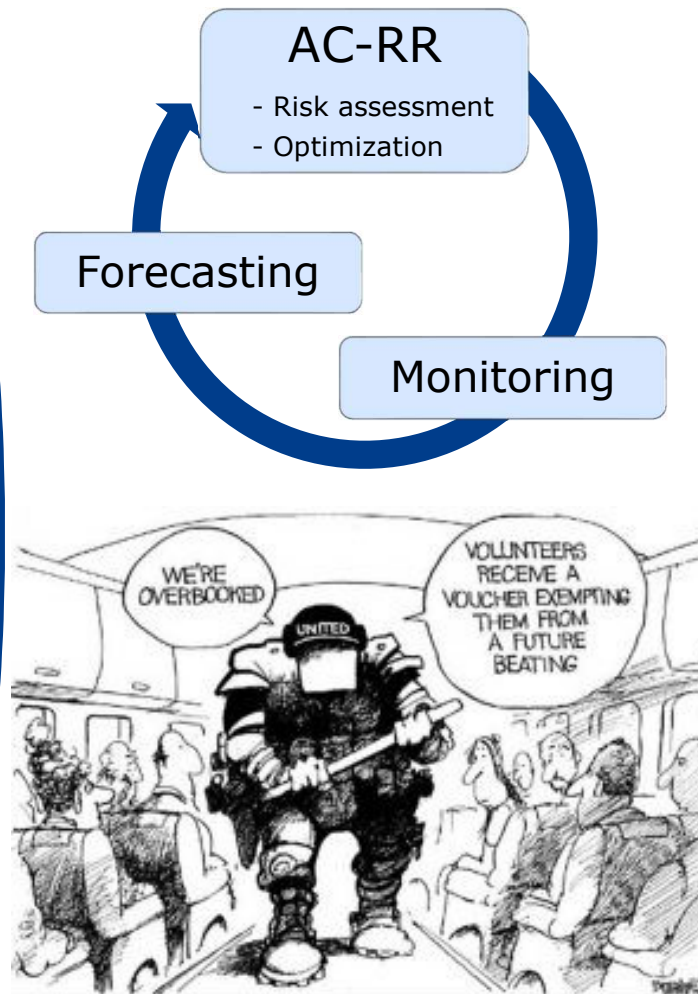 AC-RR
- Risk assessment
- Optimization
Forecasting
Monitoring
WE'RE
OVERBOOKED
VOLUNTEERS
RECEIVE A
VOUCHER EXEMPTING
THEM FROM
A FUTURE
BEATING
UNITED